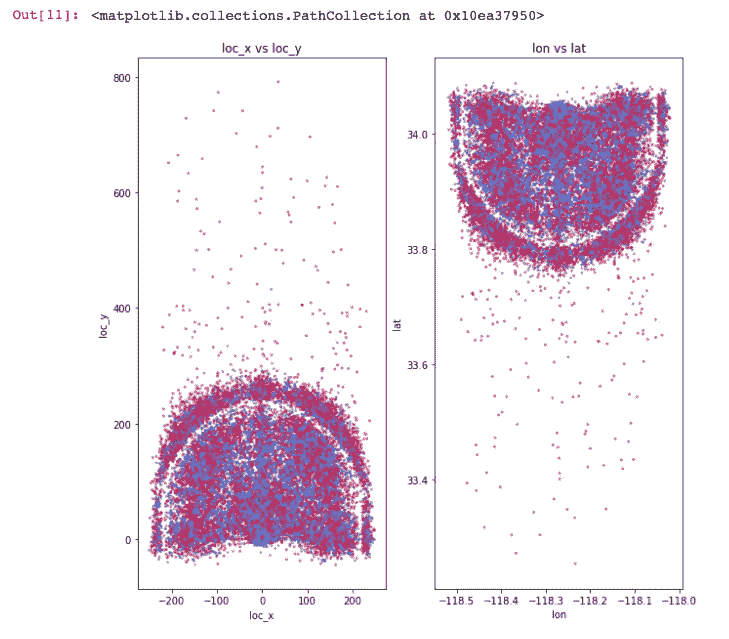 Out[11]: <matplotlib.collections.PathCollection at 0x10ea37950>
loc_x vs loc_y
lon vs lat
800
600
400
200
0
loc_y
−200 −100 0 100 200
loc_x
34.0
33.8
33.6
33.4
lat
−118.5 −118.4 −118.3 −118.2 −118.1 −118.0
lon